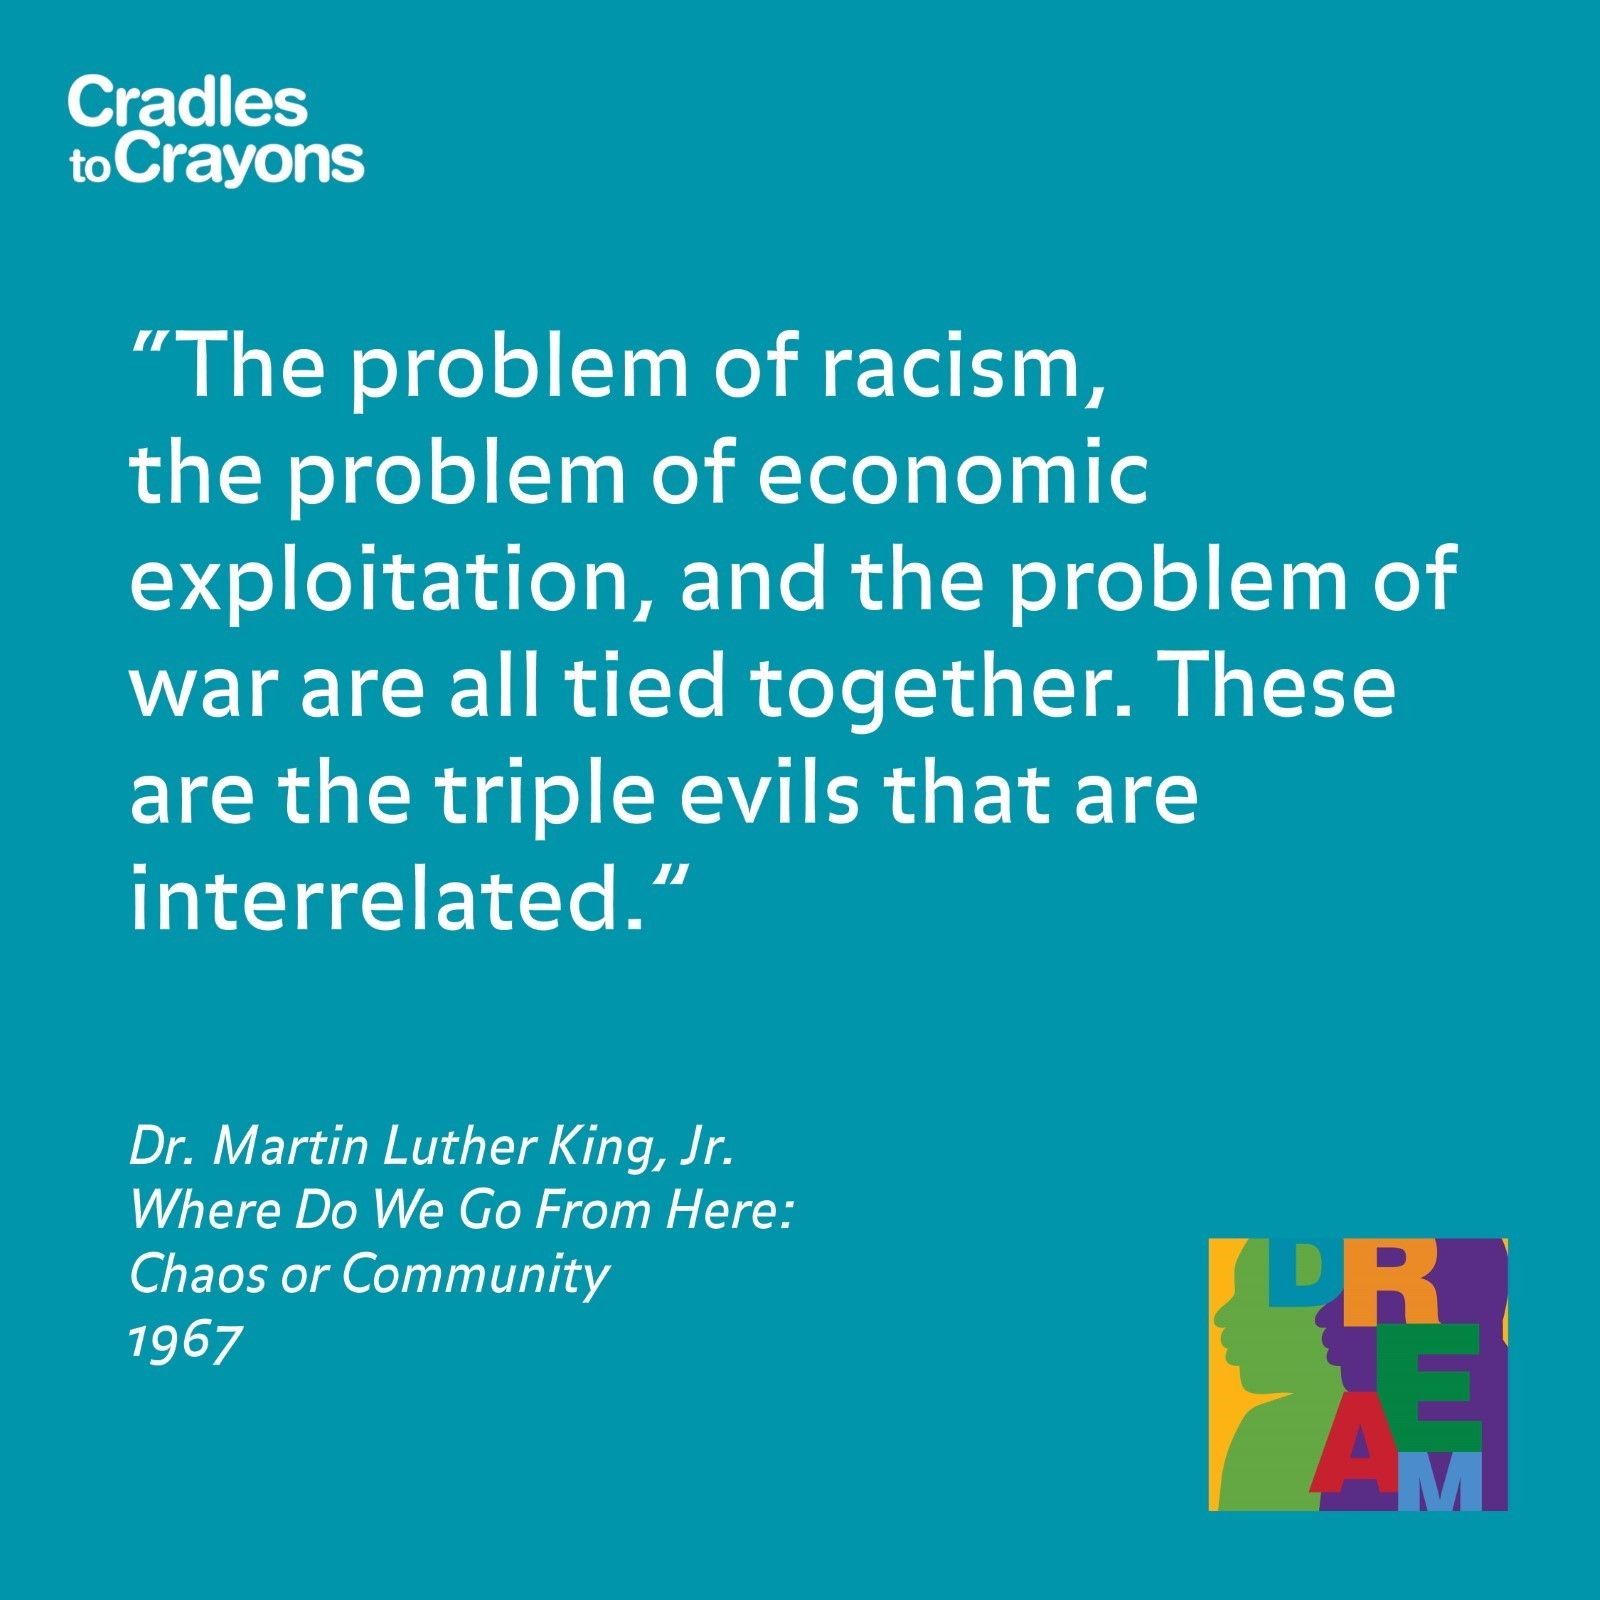 Cradles
to Crayons
"The problem of racism,
the problem of economic
exploitation, and the problem of
war are all tied together. These
are the triple evils that are
interrelated."
Dr. Martin Luther King, Jr.
Where Do We Go From Here:
Chaos or Community
1967
DR
E
A
M